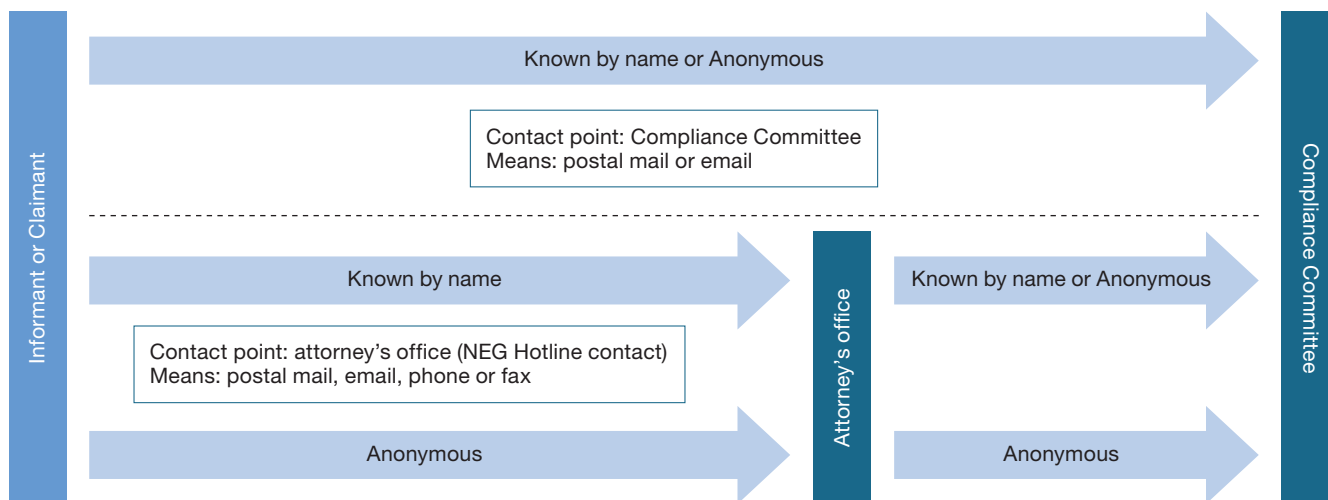 Informant or Claimant
Known by name or Anonymous
Contact point: Compliance Committee
Means: postal mail or email
Known by name
Contact point: attorney’s office (NEG Hotline contact)
Means: postal mail, email, phone or fax
Anonymous
Attorney’s office
Known by name or Anonymous
Anonymous
Compliance Committee